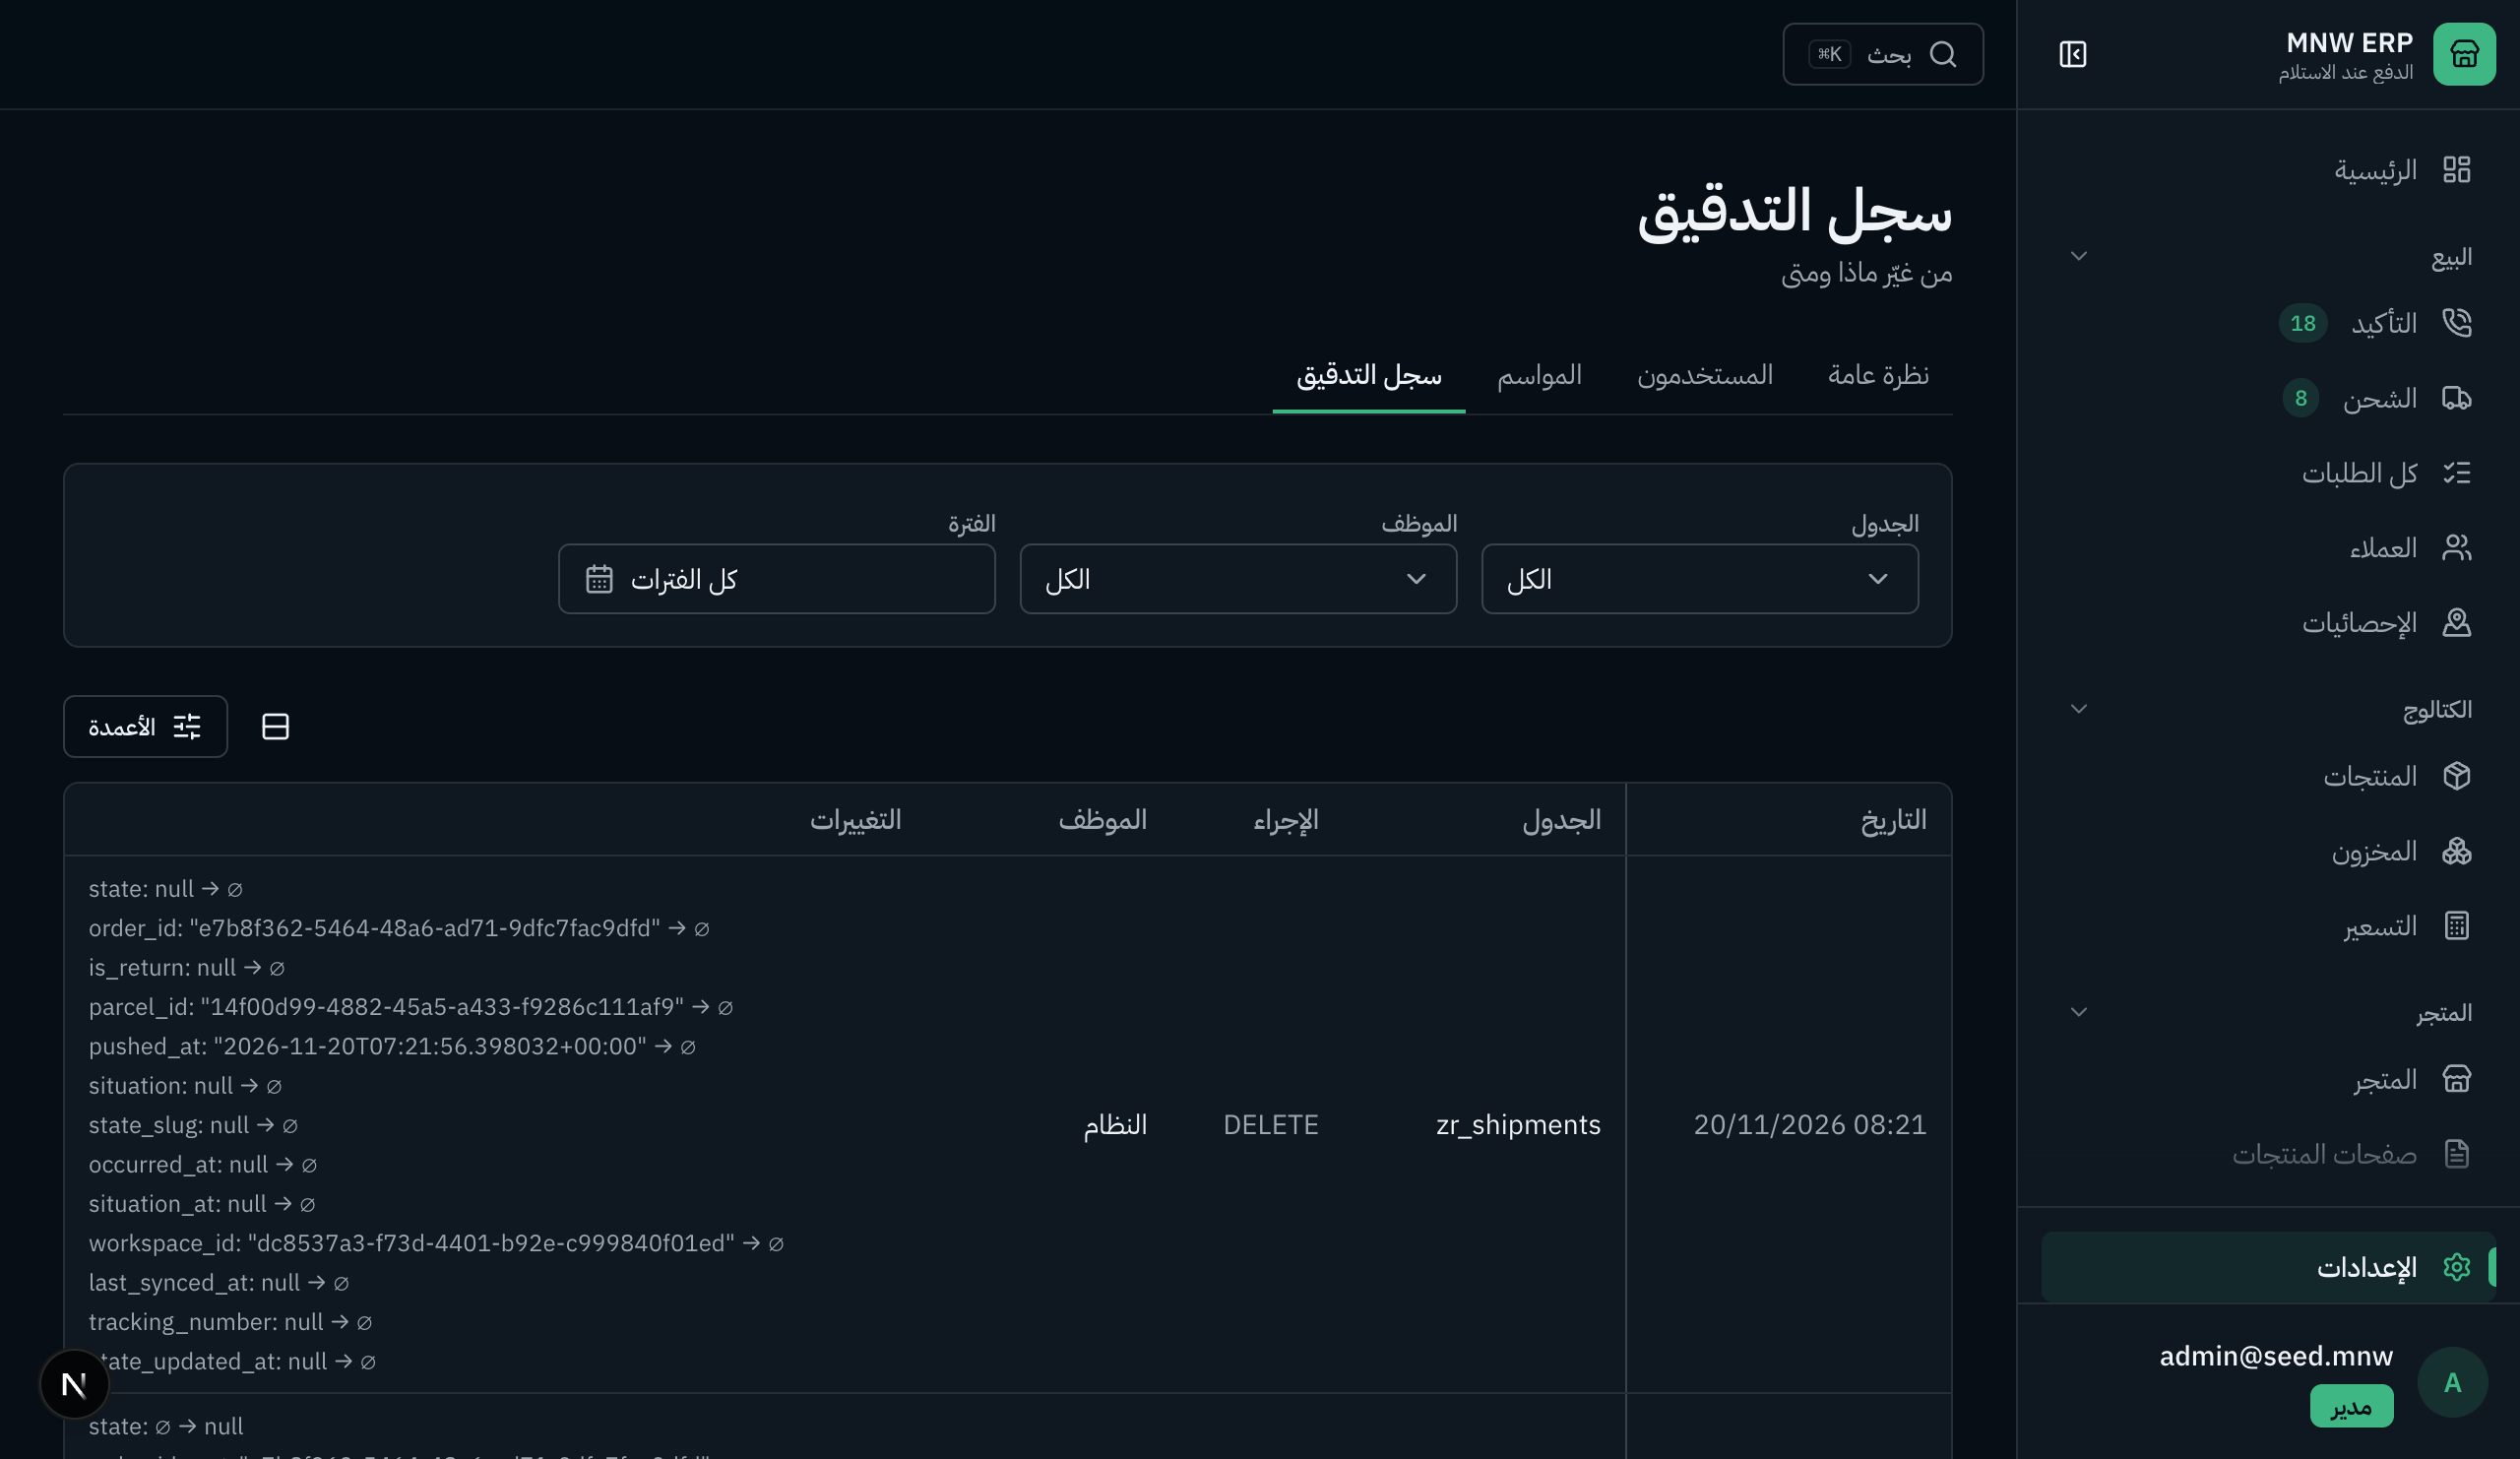 MNW ERP
الدفع عند الاستلام
الرئيسية
البيع
التأكيد 18
الشحن 8
كل الطلبات
العملاء
الإحصائيات
الكتالوج
المنتجات
المخزون
التسعير
المتجر
المتجر
صفحات المنتجات
الإعدادات
admin@seed.mnw
A
مدير
بحث ⌘K
سجل التدقيق
من غيّر ماذا ومتى
نظرة عامة المستخدمون المواسم سجل التدقيق
الجدول الموظف الفترة
الكل الكل كل الفترات
الأعمدة
التاريخ الجدول الإجراء الموظف التغييرات
20/11/2026 08:21 zr_shipments DELETE النظام
state: null → ∅
order_id: "e7b8f362-5464-48a6-ad71-9dfc7fac9dfd" → ∅
is_return: null → ∅
parcel_id: "14f00d99-4882-45a5-a433-f9286c111af9" → ∅
pushed_at: "2026-11-20T07:21:56.398032+00:00" → ∅
situation: null → ∅
state_slug: null → ∅
occurred_at: null → ∅
situation_at: null → ∅
workspace_id: "dc8537a3-f73d-4401-b92e-c999840f01ed" → ∅
last_synced_at: null → ∅
tracking_number: null → ∅
tate_updated_at: null → ∅
N
state: ∅ → null